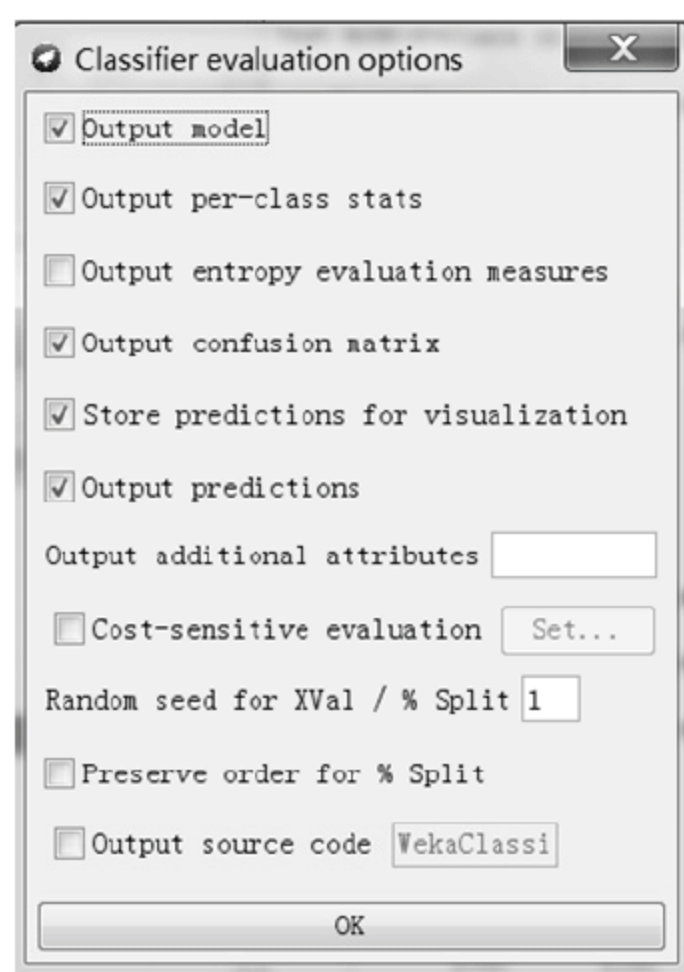 Classifier evaluation options
Output model
Output per-class stats
Output entropy evaluation measures
Output confusion matrix
Store predictions for visualization
Output predictions
Output additional attributes
Cost-sensitive evaluation Set...
Random seed for XVal / % Split 1
Preserve order for % Split
Output source code WekaClassi
OK